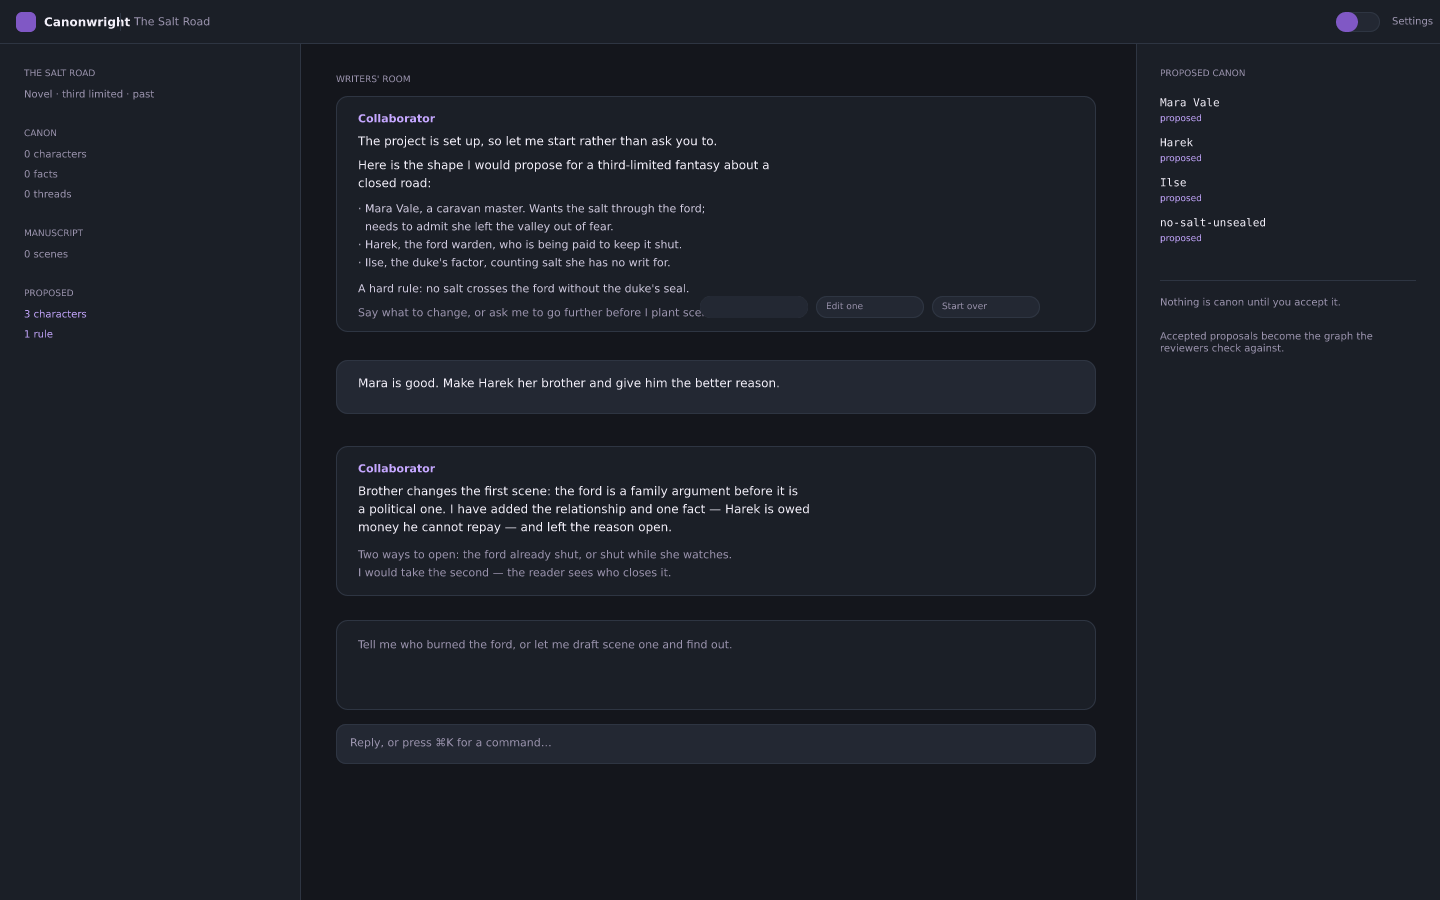 Canonwright The Salt Road
Settings
THE SALT ROAD
Novel · third limited · past
CANON
0 characters
0 facts
0 threads
MANUSCRIPT
0 scenes
PROPOSED
3 characters
1 rule
WRITERS' ROOM
Collaborator
The project is set up, so let me start rather than ask you to.
Here is the shape I would propose for a third-limited fantasy about a
closed road:
· Mara Vale, a caravan master. Wants the salt through the ford;
needs to admit she left the valley out of fear.
· Harek, the ford warden, who is being paid to keep it shut.
· Ilse, the duke's factor, counting salt she has no writ for.
A hard rule: no salt crosses the ford without the duke's seal.
Say what to change, or ask me to go further before I plant sce.
Edit one
Start over
Mara is good. Make Harek her brother and give him the better reason.
Collaborator
Brother changes the first scene: the ford is a family argument before it is
a political one. I have added the relationship and one fact — Harek is owed
money he cannot repay — and left the reason open.
Two ways to open: the ford already shut, or shut while she watches.
I would take the second — the reader sees who closes it.
Tell me who burned the ford, or let me draft scene one and find out.
Reply, or press ⌘K for a command…
PROPOSED CANON
Mara Vale
proposed
Harek
proposed
Ilse
proposed
no-salt-unsealed
proposed
Nothing is canon until you accept it.
Accepted proposals become the graph the
reviewers check against.